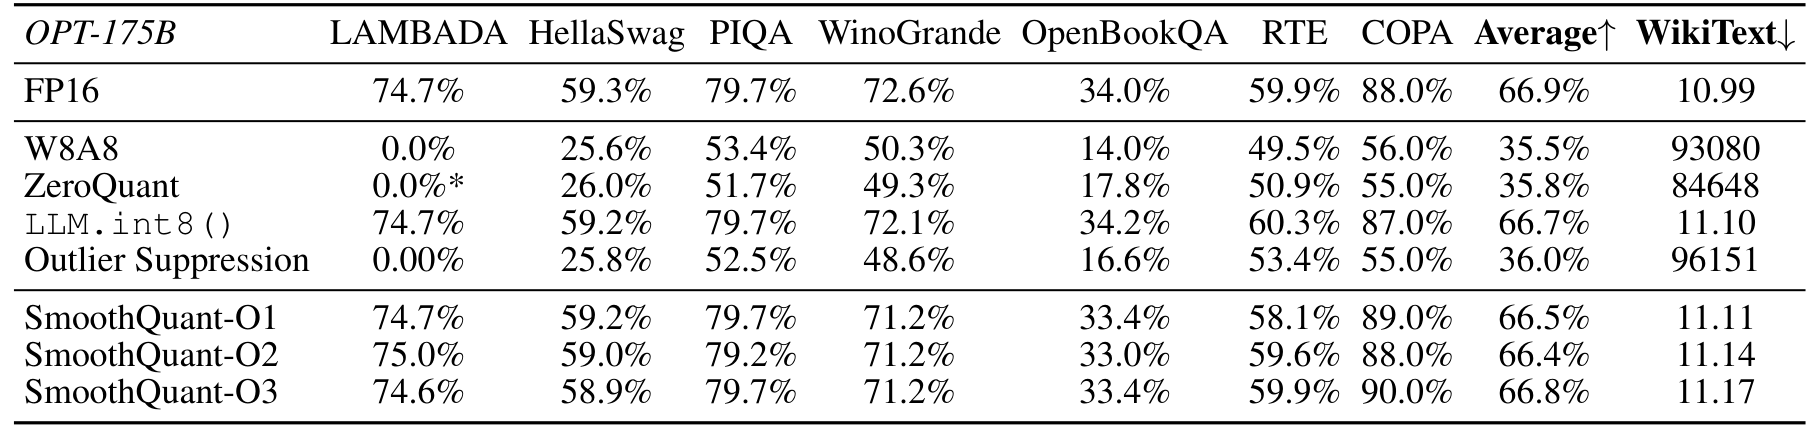 OPT-175B LAMBADA HellaSwag PIQA WinoGrande OpenBookQA RTE COPA Average↑ WikiText↓
FP16 74.7% 59.3% 79.7% 72.6% 34.0% 59.9% 88.0% 66.9% 10.99
W8A8 0.0% 25.6% 53.4% 50.3% 14.0% 49.5% 56.0% 35.5% 93080
ZeroQuant 0.0%* 26.0% 51.7% 49.3% 17.8% 50.9% 55.0% 35.8% 84648
LLM.int8() 74.7% 59.2% 79.7% 72.1% 34.2% 60.3% 87.0% 66.7% 11.10
Outlier Suppression 0.00% 25.8% 52.5% 48.6% 16.6% 53.4% 55.0% 36.0% 96151
SmoothQuant-O1 74.7% 59.2% 79.7% 71.2% 33.4% 58.1% 89.0% 66.5% 11.11
SmoothQuant-O2 75.0% 59.0% 79.2% 71.2% 33.0% 59.6% 88.0% 66.4% 11.14
SmoothQuant-O3 74.6% 58.9% 79.7% 71.2% 33.4% 59.9% 90.0% 66.8% 11.17